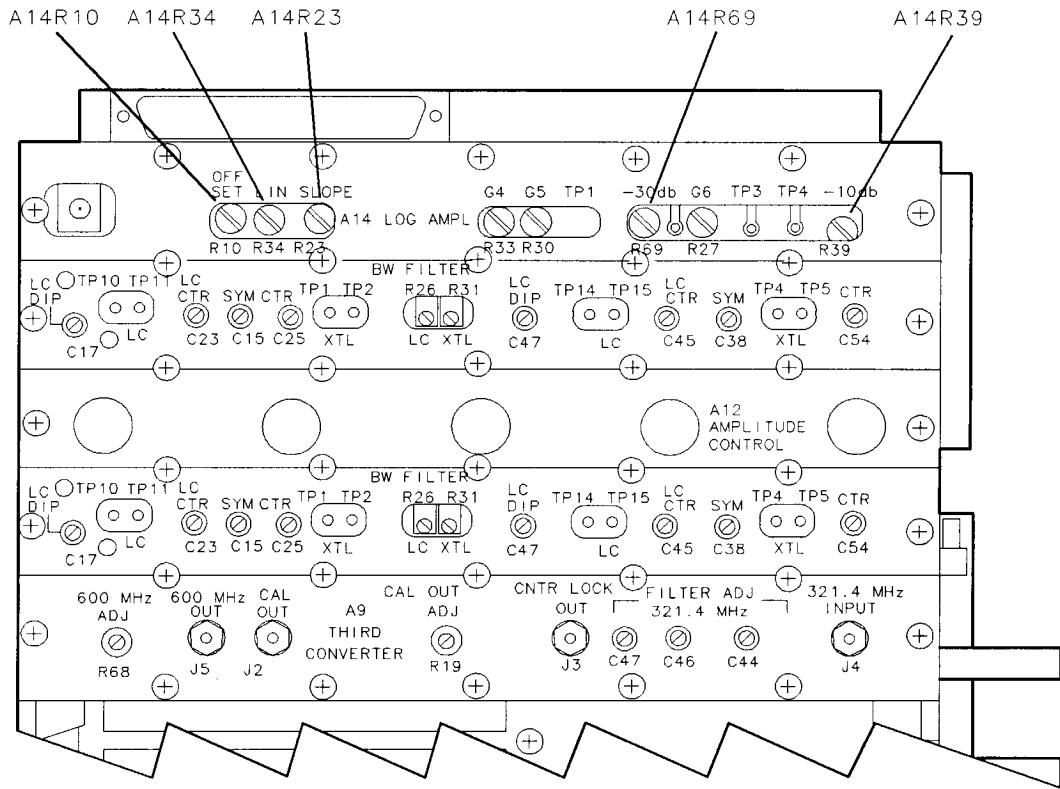 A14R10 A14R34 A14R23 A14R69 A14R39
OFF
SET LIN SLOPE A14 LOG AMPL G4 G5 TP1 -30db G6 TP3 TP4 -10db
R10 R34 R23 R33 R30 R69 R27 R39
BW FILTER
LC DIP TP10 TP11 LC CTR SYM CTR TP1 TP2 R26 R31 LC DIP TP14 TP15 LC CTR SYM TP4 TP5 CTR
C17 LC C23 C15 C25 XTL LC XTL C47 LC C45 C38 XTL C54
A12
AMPLITUDE
CONTROL
BW FILTER
LC DIP TP10 TP11 LC CTR SYM CTR TP1 TP2 R26 R31 LC DIP TP14 TP15 LC CTR SYM TP4 TP5 CTR
C17 LC C23 C15 C25 XTL LC XTL C47 LC C45 C38 XTL C54
600 MHz ADJ 600 MHz OUT CAL OUT A9 THIRD CONVERTER CAL OUT ADJ CNTR LOCK OUT FILTER ADJ 321.4 MHz 321.4 MHz INPUT
R68 J5 J2 R19 J3 C47 C46 C44 J4